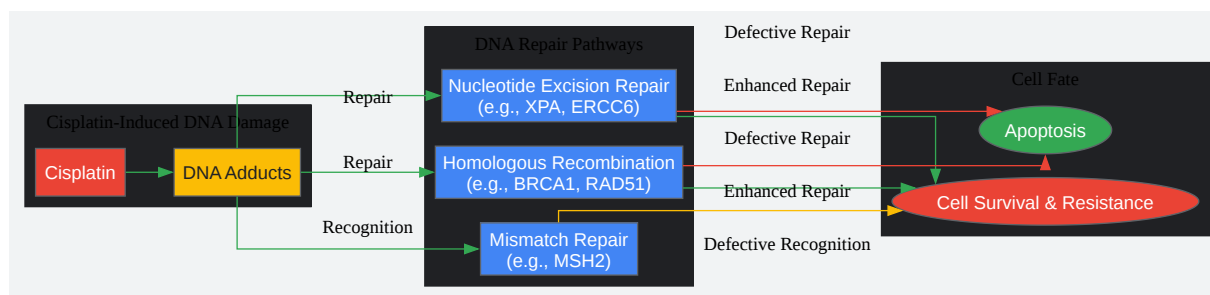 Cisplatin-Induced DNA Damage
Cisplatin
DNA Adducts
Repair
Repair
Recognition
DNA Repair Pathways
Nucleotide Excision Repair
(e.g., XPA, ERCC6)
Homologous Recombination
(e.g., BRCA1, RAD51)
Mismatch Repair
(e.g., MSH2)
Defective Repair
Enhanced Repair
Defective Repair
Enhanced Repair
Defective Recognition
Cell Fate
Apoptosis
Cell Survival & Resistance